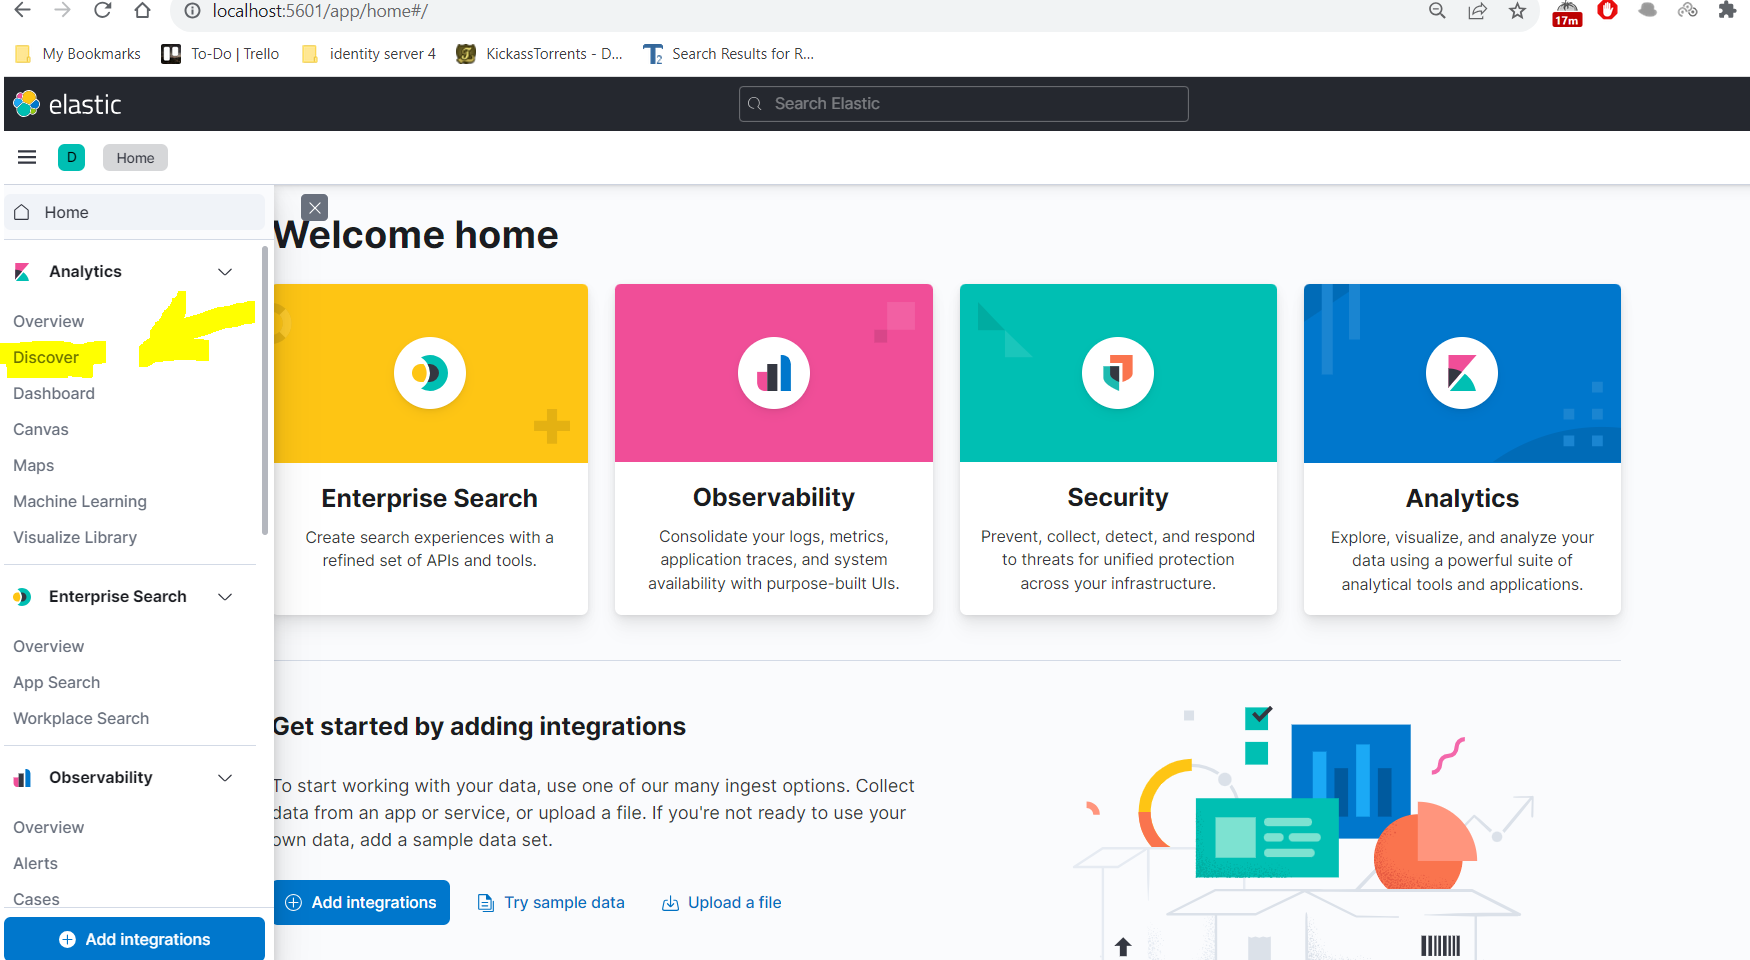 localhost:5601/app/home#/
17m
My Bookmarks
To-Do | Trello
identity server 4
KickassTorrents - D...
Search Results for R...
elastic
Search Elastic
D
Home
Home
Analytics
Overview
Discover
Dashboard
Canvas
Maps
Machine Learning
Visualize Library
Enterprise Search
Overview
App Search
Workplace Search
Observability
Overview
Alerts
Cases
Add integrations
Welcome home
Enterprise Search
Create search experiences with a
refined set of APIs and tools.
Observability
Consolidate your logs, metrics,
application traces, and system
availability with purpose-built UIs.
Security
Prevent, collect, detect, and respond
to threats for unified protection
across your infrastructure.
Analytics
Explore, visualize, and analyze your
data using a powerful suite of
analytical tools and applications.
Get started by adding integrations
To start working with your data, use one of our many ingest options. Collect
data from an app or service, or upload a file. If you're not ready to use your
own data, add a sample data set.
Add integrations
Try sample data
Upload a file